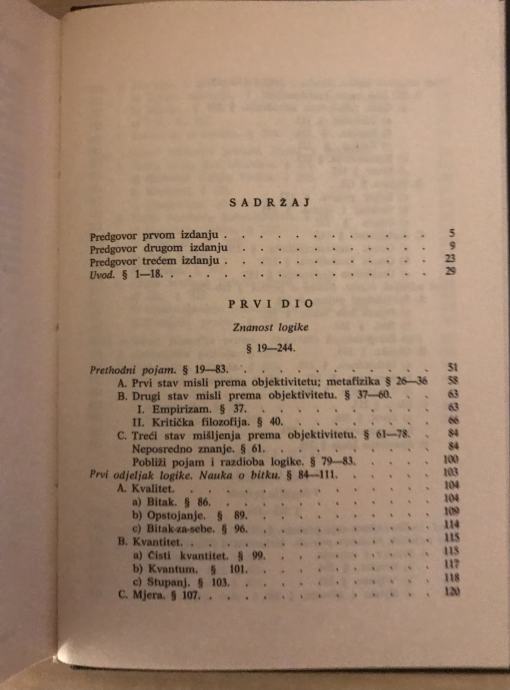 SADRŽAJ
Predgovor prvom izdanju . . . . . . . . . . . 5
Predgovor drugom izdanju . . . . . . . . . . 9
Predgovor trećem izdanju . . . . . . . . . . . 23
Uvod. § 1—18. . . . . . . . . . . . . . . 29
PRVI DIO
Znanost logike
§ 19—244.
Prethodni pojam. § 19—83. . . . . . . . . . . 51
A. Prvi stav misli prema objektivitetu; metafizika § 26—36 58
B. Drugi stav misli prema objektivitetu. § 37—60. . . 63
I. Empirizam. § 37. . . . . . . . . . . 63
II. Kritička filozofija. § 40. . . . . . . . . 66
C. Treći stav mišljenja prema objektivitetu. § 61—78. . . 84
Neposredno znanje. § 61. . . . . . . . . . 84
Pobliži pojam i razdioba logike. § 79—83. . . . . 100
Prvi odjeljak logike. Nauka o bitku. § 84—111. . . . . 103
A. Kvalitet. . . . . . . . . . . . . . 104
a) Bitak. § 86. . . . . . . . . . . . 104
b) Opstojanje. § 89. . . . . . . . . . 109
c) Bitak-za-sebe. § 96. . . . . . . . . . 114
B. Kvantitet. . . . . . . . . . . . . . 115
a) Čisti kvantitet. § 99. . . . . . . . . . 115
b) Kvantum. § 101. . . . . . . . . . . 117
c) Stupanj. § 103. . . . . . . . . . . 118
C. Mjera. § 107. . . . . . . . . . . . . 120